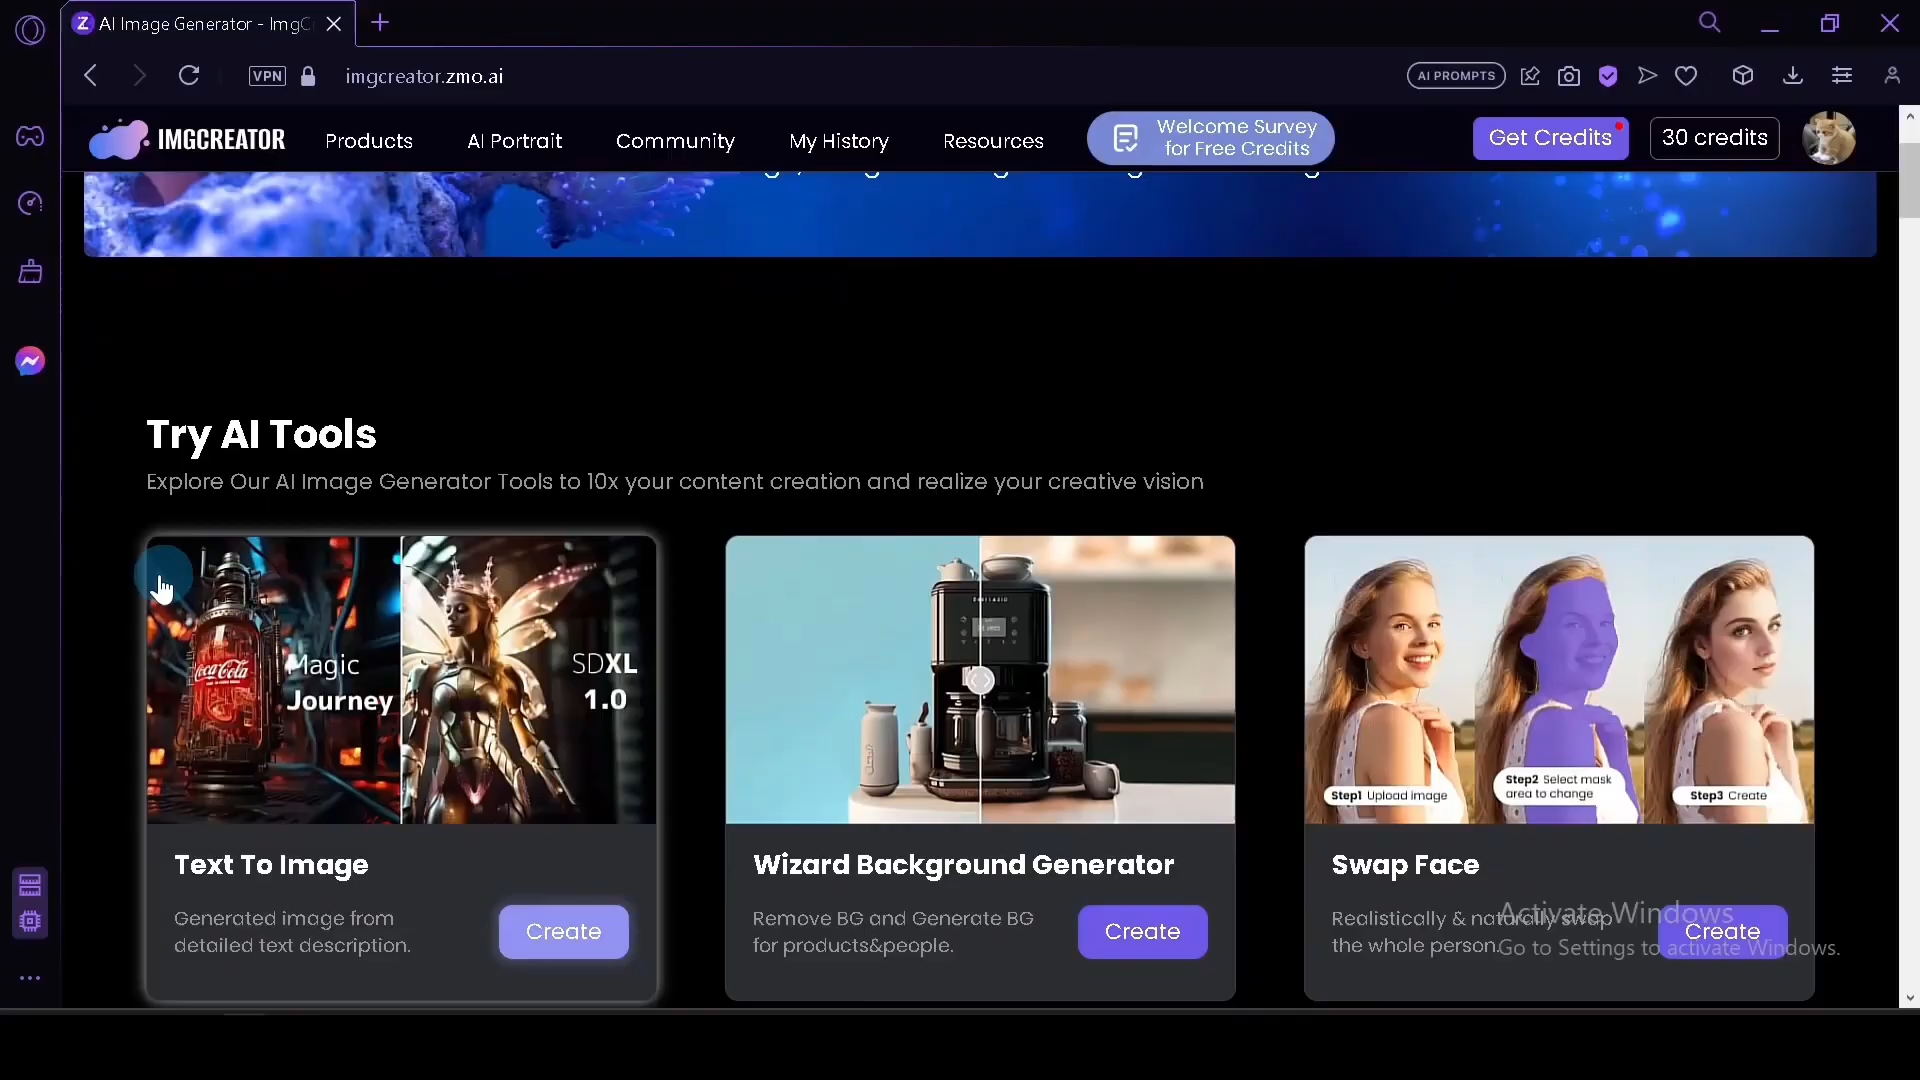 AI Image Generator - ImgC
VPN
imgcreator.zmo.ai
AI PROMPTS
IMGCREATOR
Products
AI Portrait
Community
My History
Resources
Welcome Survey
for Free Credits
Get Credits
30 credits
Try AI Tools
Explore Our AI Image Generator Tools to 10x your content creation and realize your creative vision
Coca-Cola
Magic
Journey
SDXL
1.0
Step1 Upload image
Step2 Select mask
area to change
Step3 Create
Text To Image
Generated image from
detailed text description.
Create
Wizard Background Generator
Remove BG and Generate BG
for products&people.
Create
Swap Face
Realistically & naturally swap
the whole person.
Create
Activate Windows
Go to Settings to activate Windows.